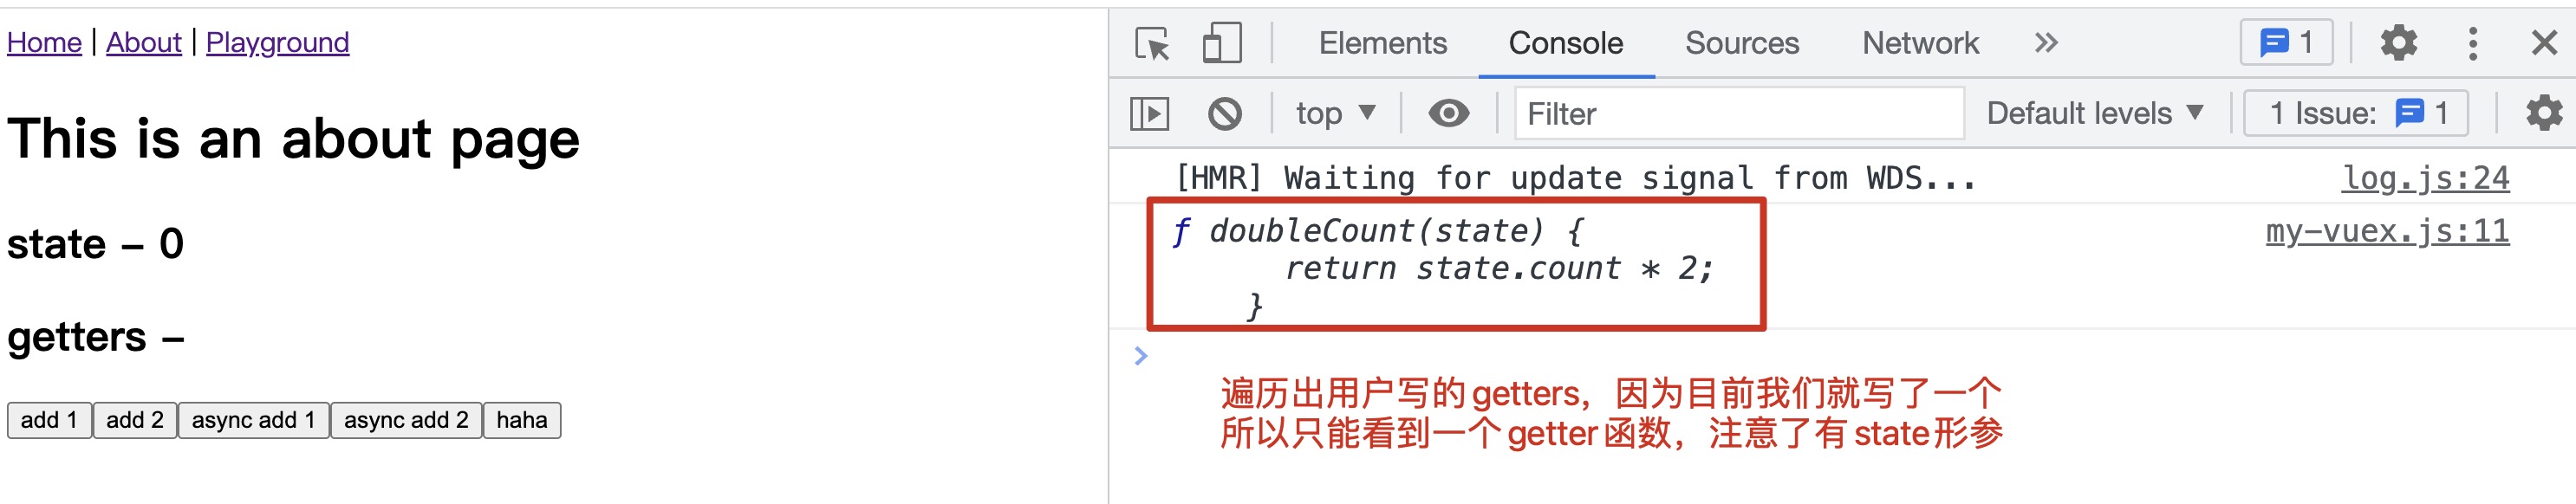 Home | About | Playground
This is an about page
state – 0
getters –
add 1 add 2 async add 1 async add 2 haha
Elements Console Sources Network » 1
top ▼ Filter Default levels ▼ 1 Issue: 1
[HMR] Waiting for update signal from WDS... log.js:24
ƒ doubleCount(state) { my-vuex.js:11
return state.count * 2;
}
>
遍历出用户写的getters，因为目前我们就写了一个
所以只能看到一个getter函数，注意了有state形参